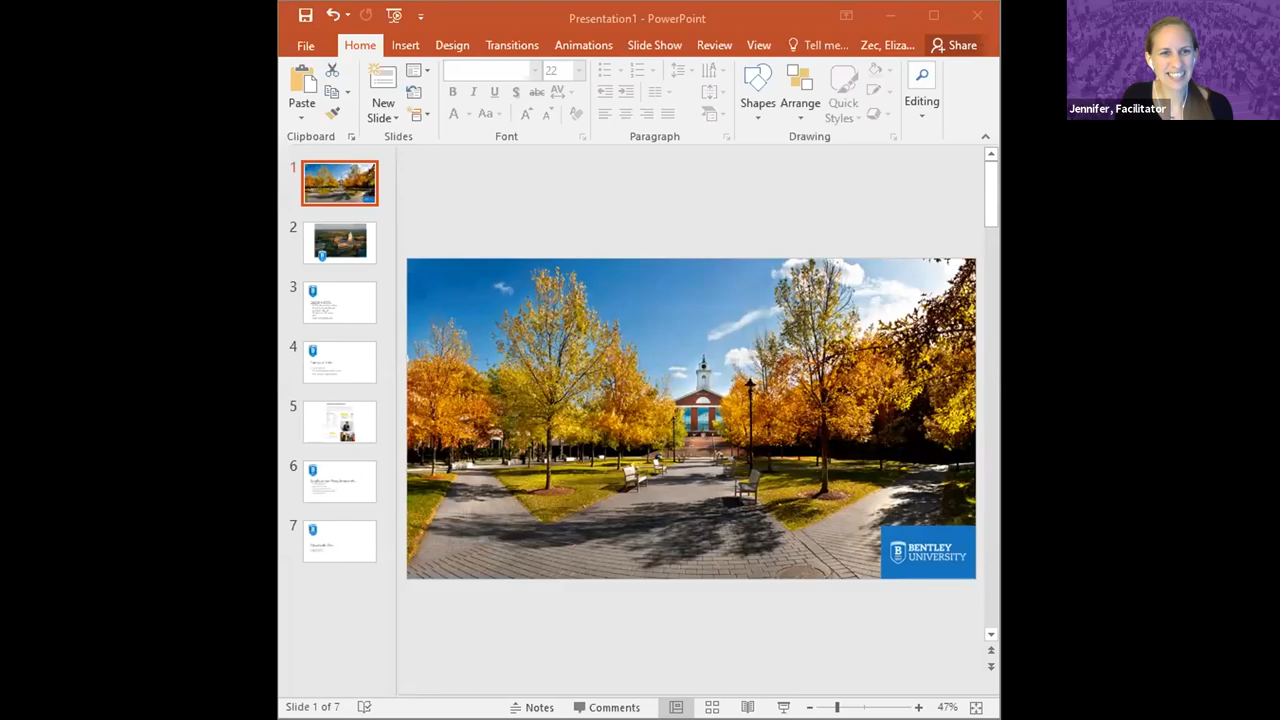 Presentation1 - PowerPoint
File Home Insert Design Transitions Animations Slide Show Review View Tell me... Zec, Eliza... Share
22
Paste
New
Slide
Shapes Arrange Quick
Styles
Editing
Clipboard Slides Font Paragraph Drawing
1
2
3
4
5
6
7
B BENTLEY
UNIVERSITY
Slide 1 of 7 Notes Comments 47%
Jennifer, Facilitator